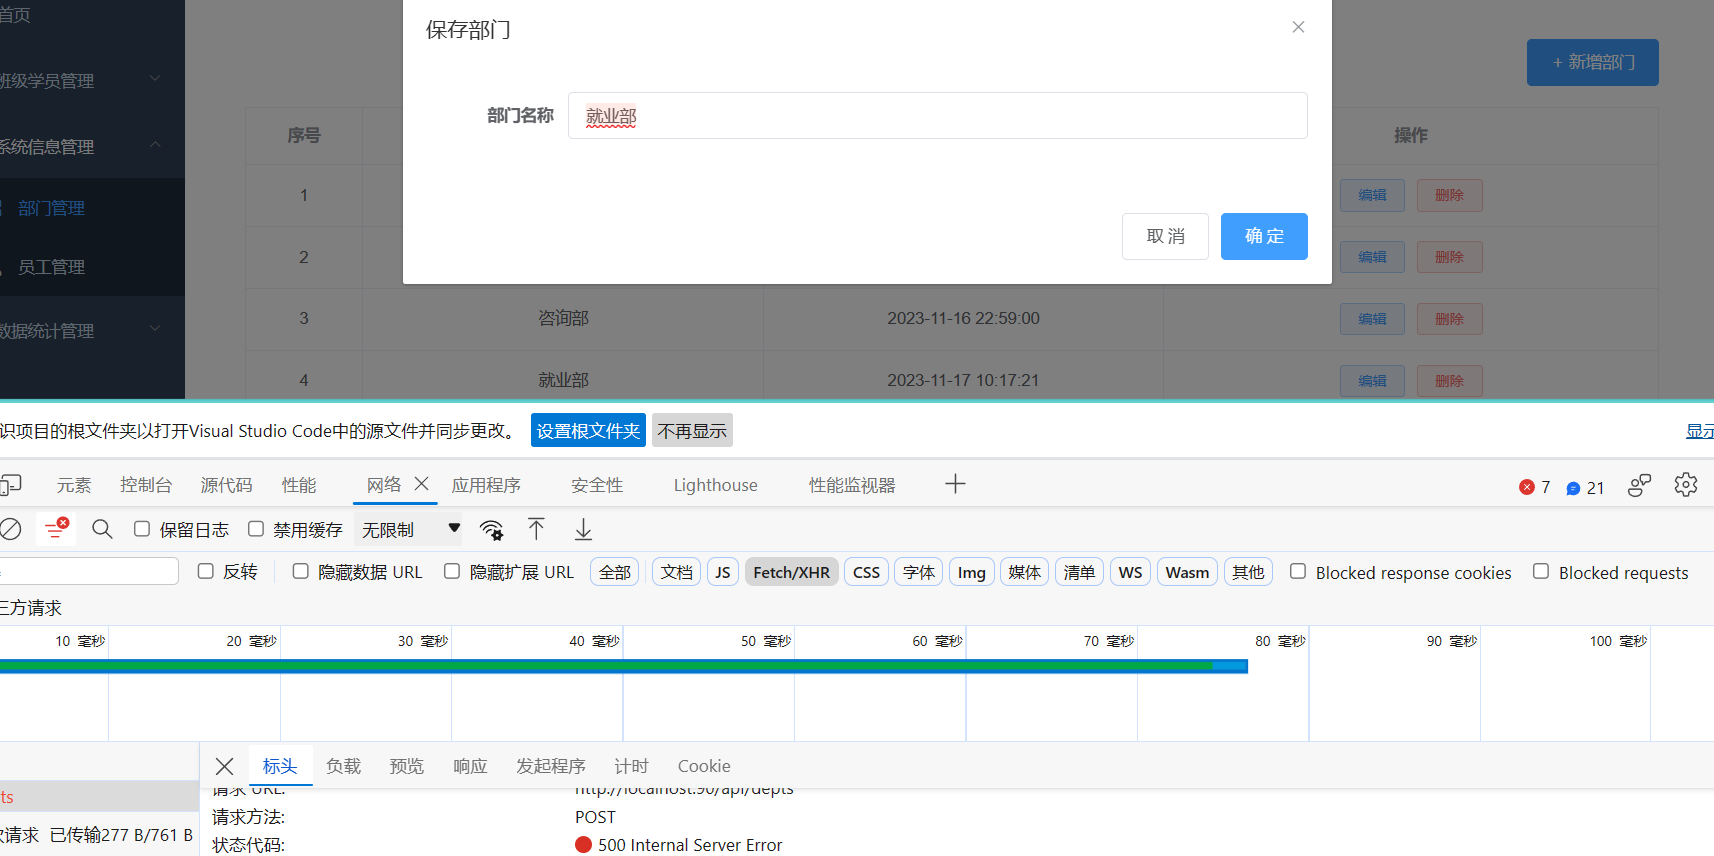 首页
保存部门
+ 新增部门
班级学员管理
部门名称 就业部
序号 操作
系统信息管理
1 编辑 删除
部门管理
取 消 确 定
2 编辑 删除
员工管理
3 咨询部 2023-11-16 22:59:00 编辑 删除
数据统计管理
4 就业部 2023-11-17 10:17:21 编辑 删除
识项目的根文件夹以打开Visual Studio Code中的源文件并同步更改。 设置根文件夹 不再显示 显示
元素 控制台 源代码 性能 网络 应用程序 安全性 Lighthouse 性能监视器 7 21
保留日志 禁用缓存 无限制
反转 隐藏数据 URL 隐藏扩展 URL 全部 文档 JS Fetch/XHR CSS 字体 Img 媒体 清单 WS Wasm 其他 Blocked response cookies Blocked requests
三方请求
10 毫秒 20 毫秒 30 毫秒 40 毫秒 50 毫秒 60 毫秒 70 毫秒 80 毫秒 90 毫秒 100 毫秒
标头 负载 预览 响应 发起程序 计时 Cookie
请求 URL: http://localhost:90/api/depts
ts
请求方法: POST
次请求 已传输277 B/761 B
状态代码: 500 Internal Server Error